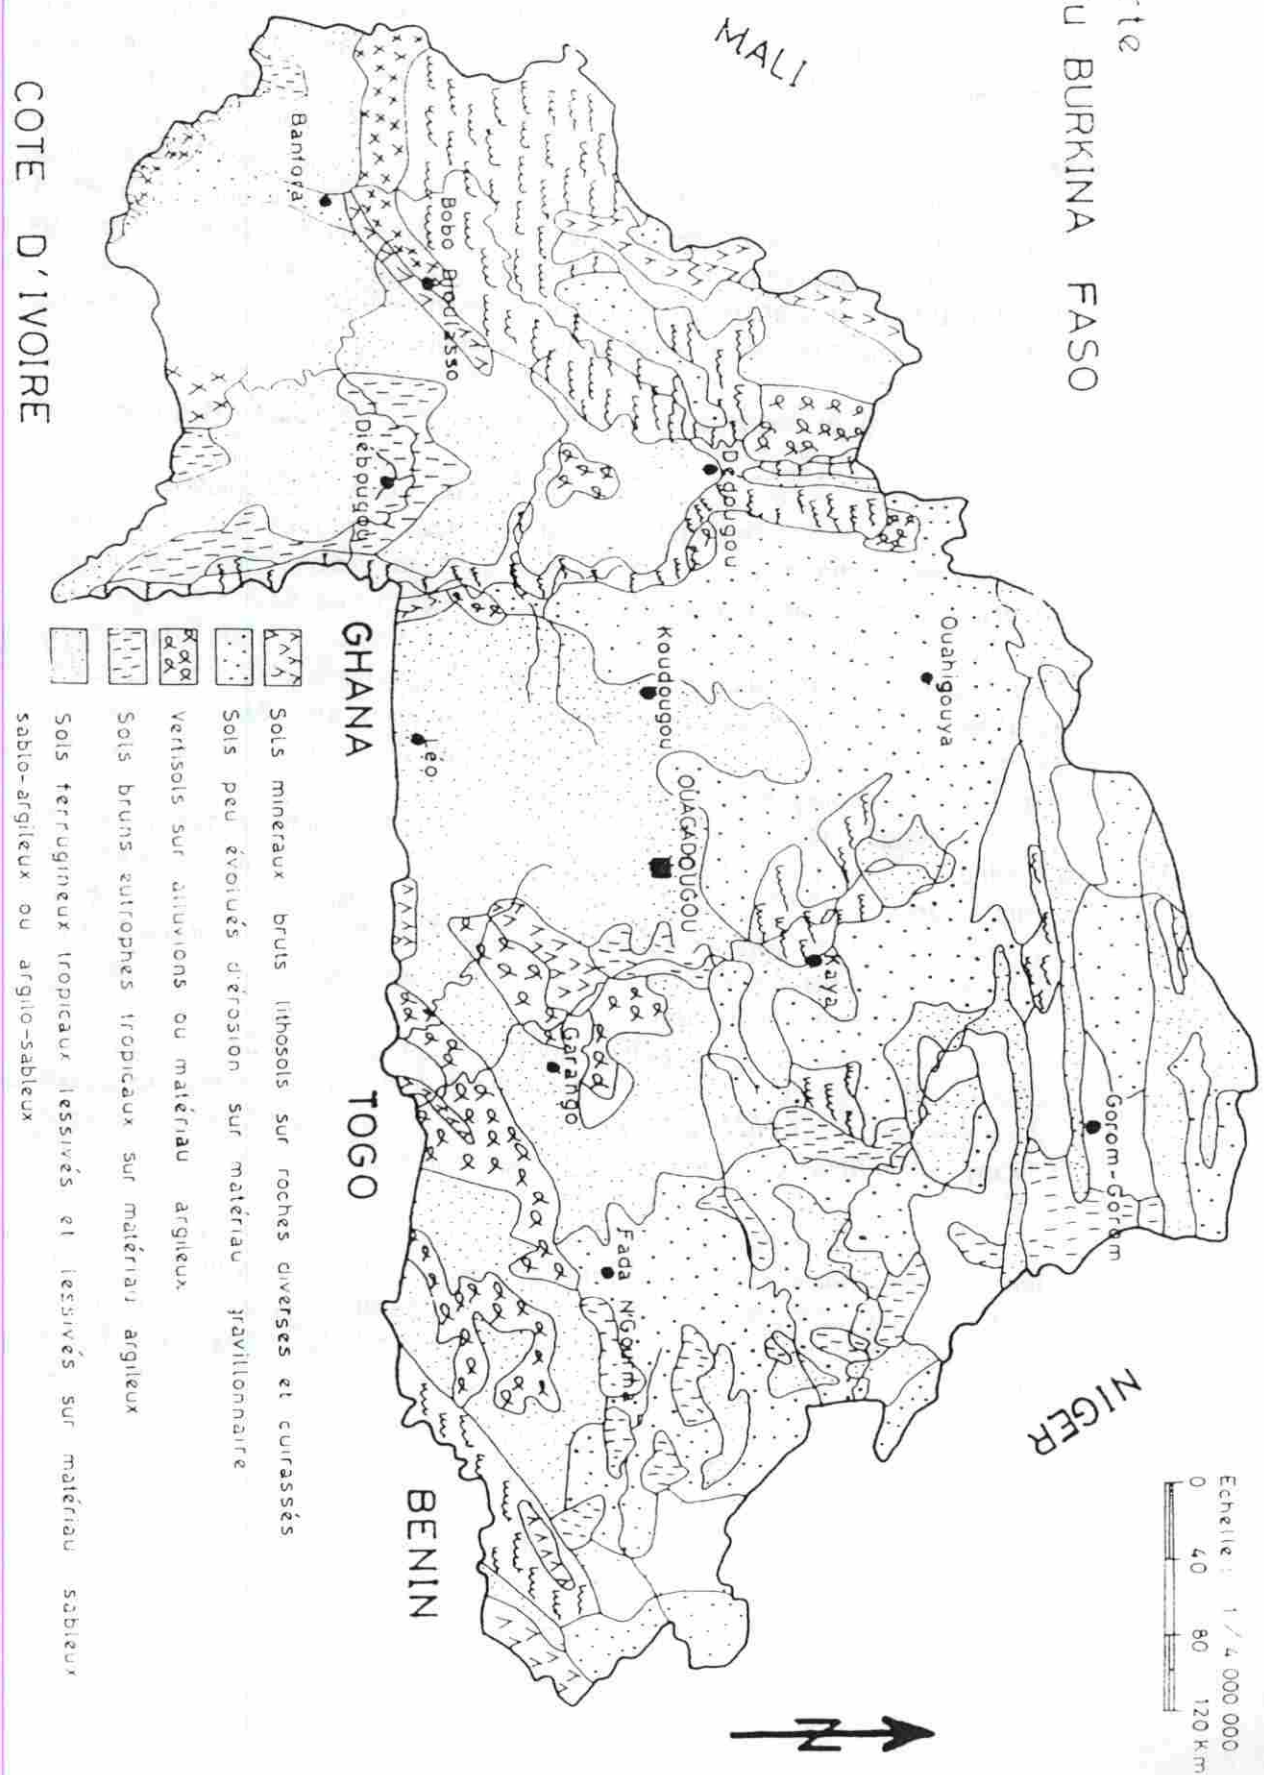 rte
u BURKINA FASO
Echelle : 1 / 4 000 000
0 40 80 120 Km
N
MALI
NIGER
Gorom-Gorom
Ouahigouya
Kaya
Dédougou
Koudougou
OUAGADOUGOU
Fada N'Gourma
Garango
Bobo Dioulasso
Banfora
Diébougou
Léo
GHANA
TOGO
BENIN
COTE D'IVOIRE
Sols minéraux bruts lithosols sur roches diverses et cuirassés
Sols peu évolués d'érosion sur matériau gravillonnaire
Vertisols sur alluvions ou matériau argileux
Sols bruns eutrophes tropicaux sur matériau argileux
Sols ferrugineux tropicaux lessivés et lessivés sur matériau sableux
sablo-argileux ou argilo-sableux